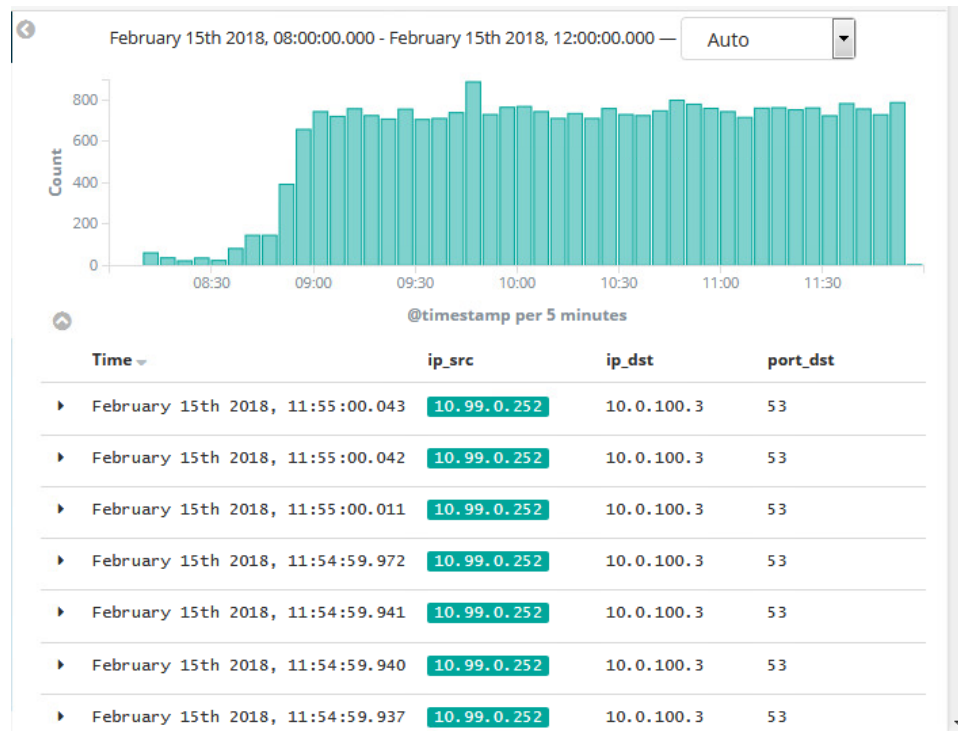 February 15th 2018, 08:00:00.000 - February 15th 2018, 12:00:00.000 — Auto
800
600
400
200
0
Count
08:30 09:00 09:30 10:00 10:30 11:00 11:30
@timestamp per 5 minutes
Time ip_src ip_dst port_dst
February 15th 2018, 11:55:00.043 10.99.0.252 10.0.100.3 53
February 15th 2018, 11:55:00.042 10.99.0.252 10.0.100.3 53
February 15th 2018, 11:55:00.011 10.99.0.252 10.0.100.3 53
February 15th 2018, 11:54:59.972 10.99.0.252 10.0.100.3 53
February 15th 2018, 11:54:59.941 10.99.0.252 10.0.100.3 53
February 15th 2018, 11:54:59.940 10.99.0.252 10.0.100.3 53
February 15th 2018, 11:54:59.937 10.99.0.252 10.0.100.3 53